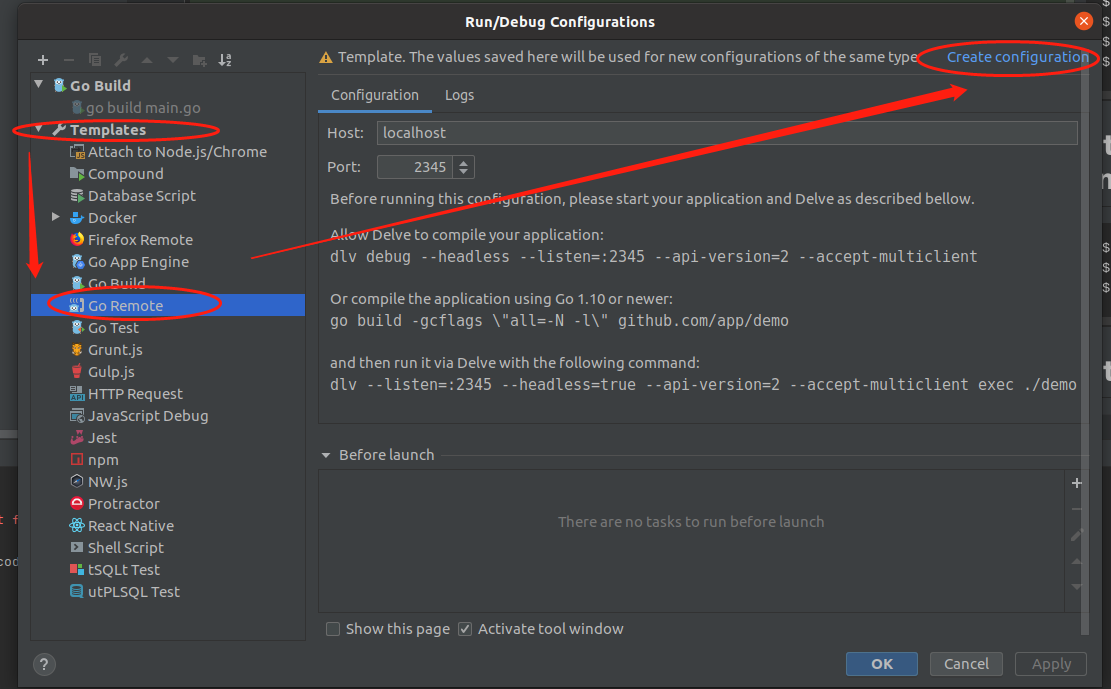 Run/Debug Configurations
Template. The values saved here will be used for new configurations of the same type
Create configuration
Go Build
go build main.go
Templates
Attach to Node.js/Chrome
Compound
Database Script
Docker
Firefox Remote
Go App Engine
Go Build
Go Remote
Go Test
Grunt.js
Gulp.js
HTTP Request
JavaScript Debug
Jest
npm
NW.js
Protractor
React Native
Shell Script
tSQLt Test
utPLSQL Test
Configuration Logs
Host: localhost
Port: 2345
Before running this configuration, please start your application and Delve as described bellow.
Allow Delve to compile your application:
dlv debug --headless --listen=:2345 --api-version=2 --accept-multiclient
Or compile the application using Go 1.10 or newer:
go build -gcflags \"all=-N -l\" github.com/app/demo
and then run it via Delve with the following command:
dlv --listen=:2345 --headless=true --api-version=2 --accept-multiclient exec ./demo
Before launch
There are no tasks to run before launch
Show this page Activate tool window
? OK Cancel Apply